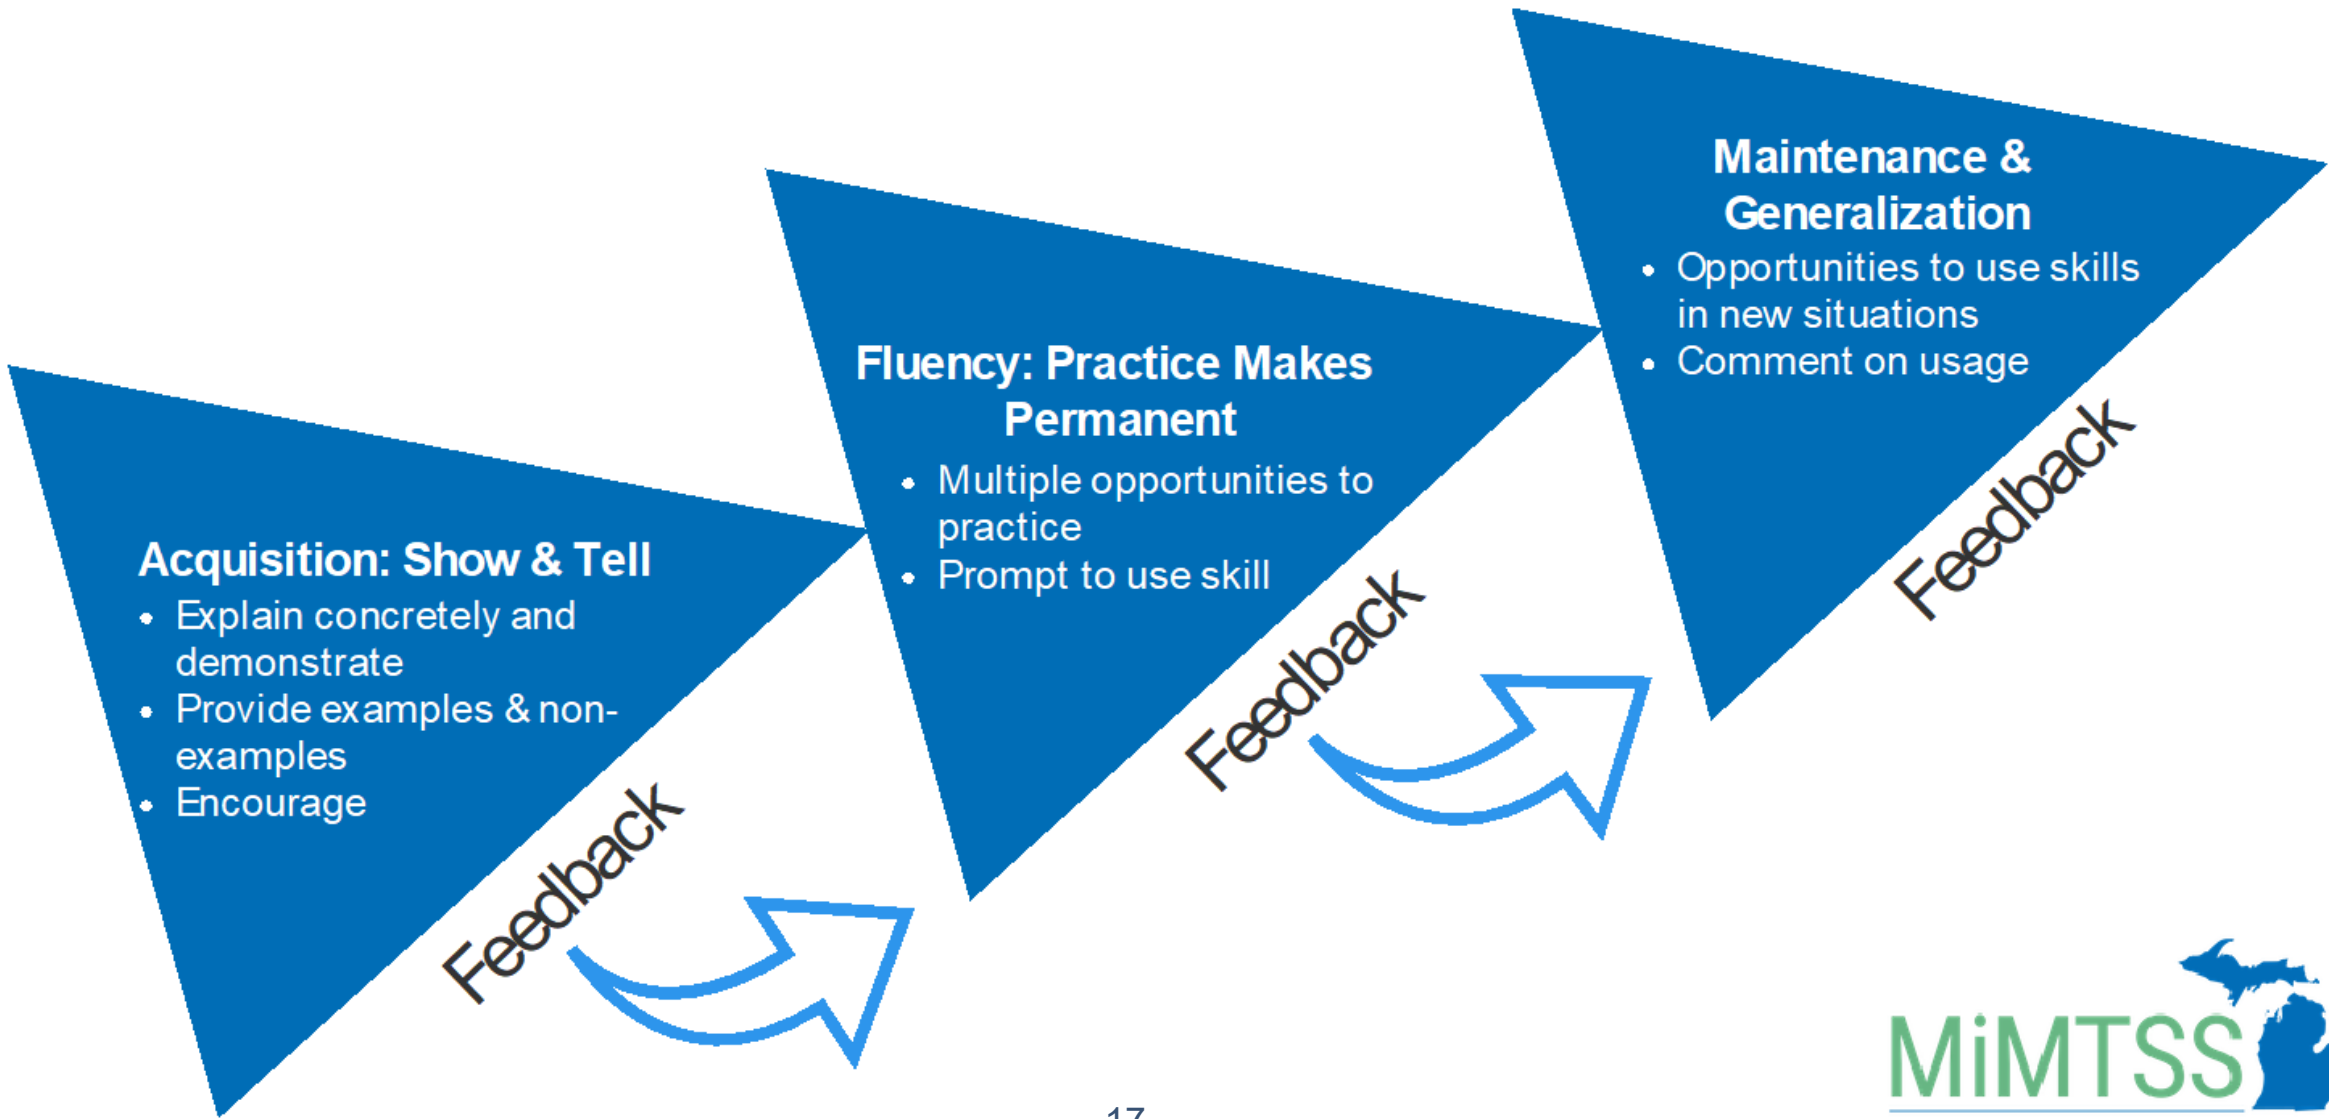 Acquisition: Show & Tell
• Explain concretely and
demonstrate
• Provide examples & non-
examples
• Encourage
Feedback
Fluency: Practice Makes
Permanent
• Multiple opportunities to
practice
• Prompt to use skill
Feedback
Maintenance &
Generalization
• Opportunities to use skills
in new situations
• Comment on usage
Feedback
17
MiMTSS